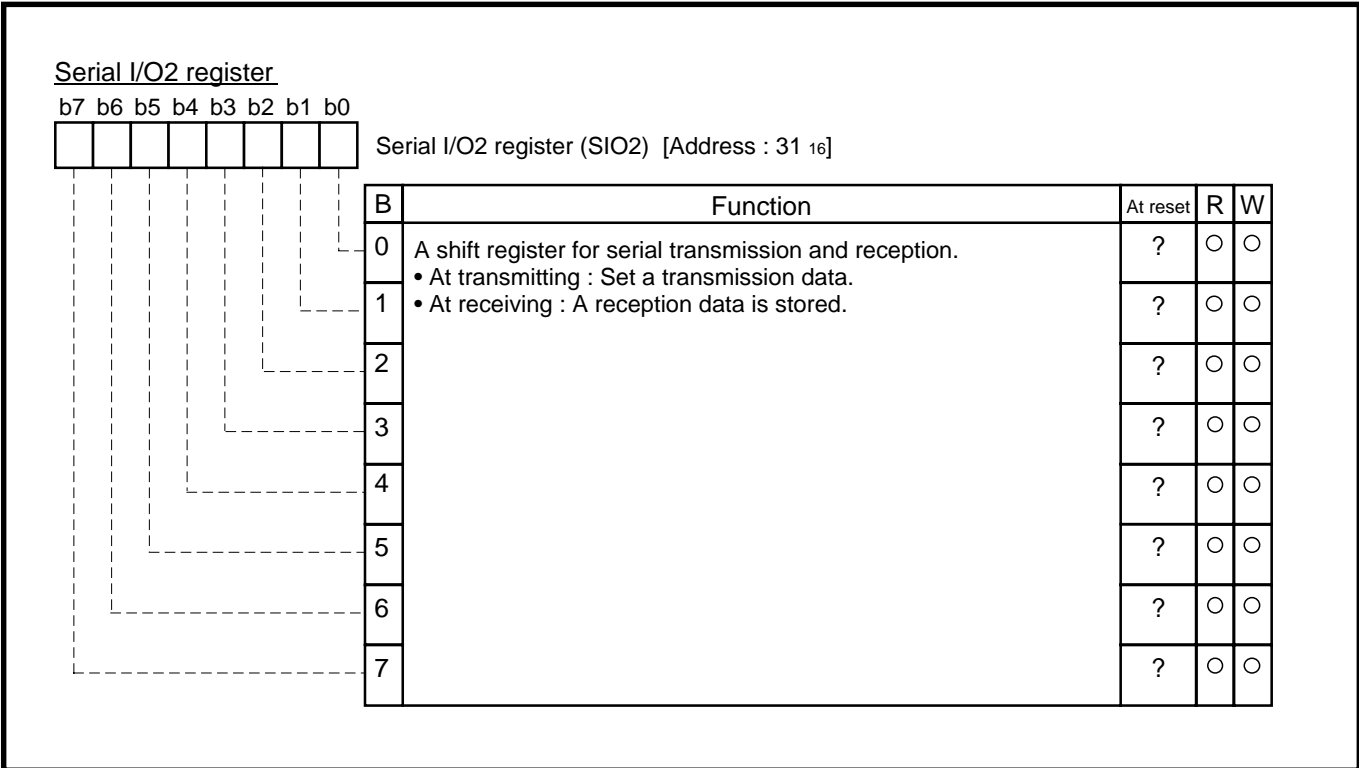 Serial I/O2 register
b7 b6 b5 b4 b3 b2 b1 b0
Serial I/O2 register (SIO2) [Address : 31 16]
B Function At reset R W
0 A shift register for serial transmission and reception. ? ○ ○
• At transmitting : Set a transmission data.
1 • At receiving : A reception data is stored. ? ○ ○
2 ? ○ ○
3 ? ○ ○
4 ? ○ ○
5 ? ○ ○
6 ? ○ ○
7 ? ○ ○